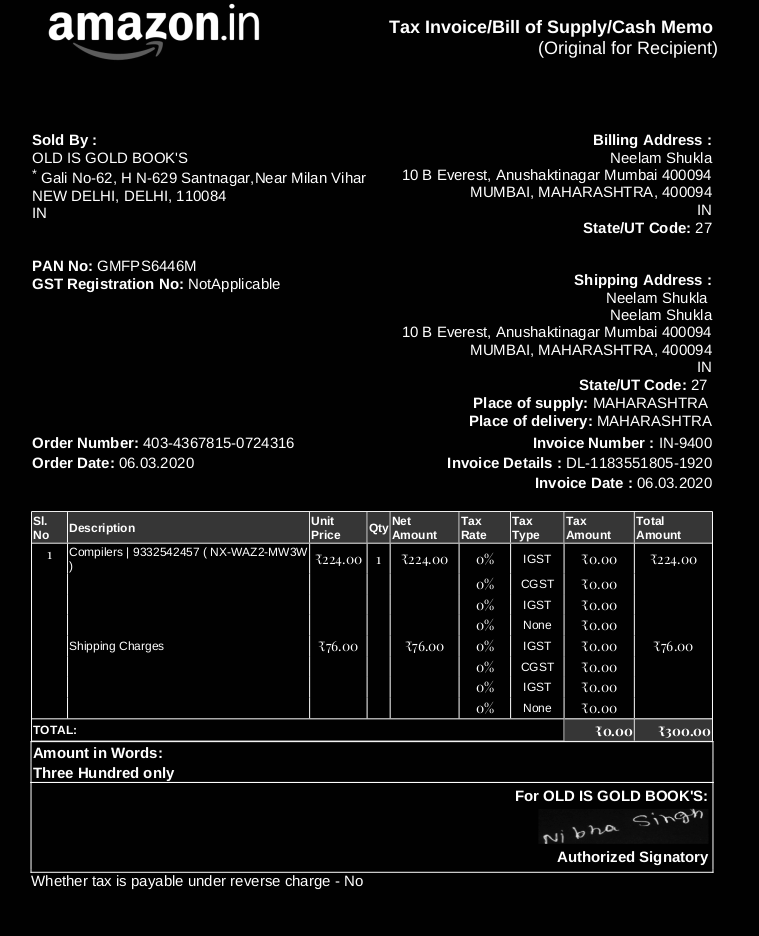 amazon.in
Tax Invoice/Bill of Supply/Cash Memo
(Original for Recipient)
Sold By :
OLD IS GOLD BOOK'S
* Gali No-62, H N-629 Santnagar,Near Milan Vihar
NEW DELHI, DELHI, 110084
IN
Billing Address :
Neelam Shukla
10 B Everest, Anushaktinagar Mumbai 400094
MUMBAI, MAHARASHTRA, 400094
IN
State/UT Code: 27
PAN No: GMFPS6446M
GST Registration No: NotApplicable
Shipping Address :
Neelam Shukla
Neelam Shukla
10 B Everest, Anushaktinagar Mumbai 400094
MUMBAI, MAHARASHTRA, 400094
IN
State/UT Code: 27
Place of supply: MAHARASHTRA
Place of delivery: MAHARASHTRA
Order Number: 403-4367815-0724316
Order Date: 06.03.2020
Invoice Number : IN-9400
Invoice Details : DL-1183551805-1920
Invoice Date : 06.03.2020
Sl. No Description Unit Price Qty Net Amount Tax Rate Tax Type Tax Amount Total Amount
1 Compilers | 9332542457 ( NX-WAZ2-MW3W ) ₹224.00 1 ₹224.00 0% IGST ₹0.00 ₹224.00
0% CGST ₹0.00
0% IGST ₹0.00
0% None ₹0.00
Shipping Charges ₹76.00 ₹76.00 0% IGST ₹0.00 ₹76.00
0% CGST ₹0.00
0% IGST ₹0.00
0% None ₹0.00
TOTAL: ₹0.00 ₹300.00
Amount in Words:
Three Hundred only
For OLD IS GOLD BOOK'S:
Nibha Singh
Authorized Signatory
Whether tax is payable under reverse charge - No